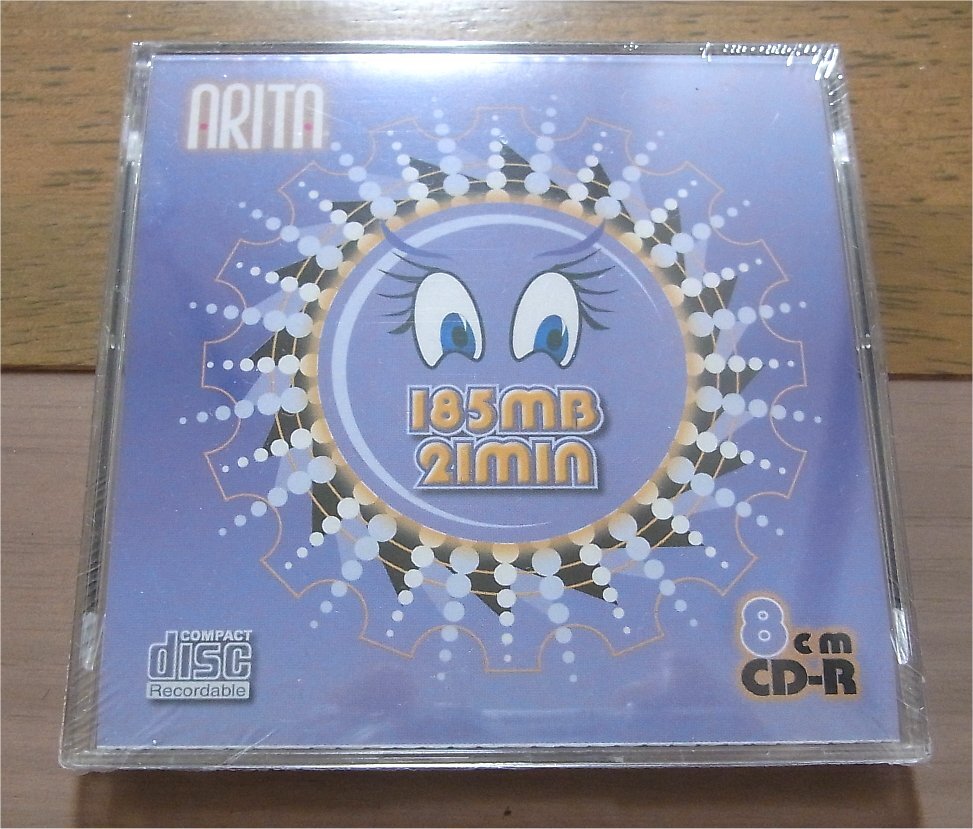 ARITA
185MB
21MIN
COMPACT
disc
Recordable
8cm
CD-R